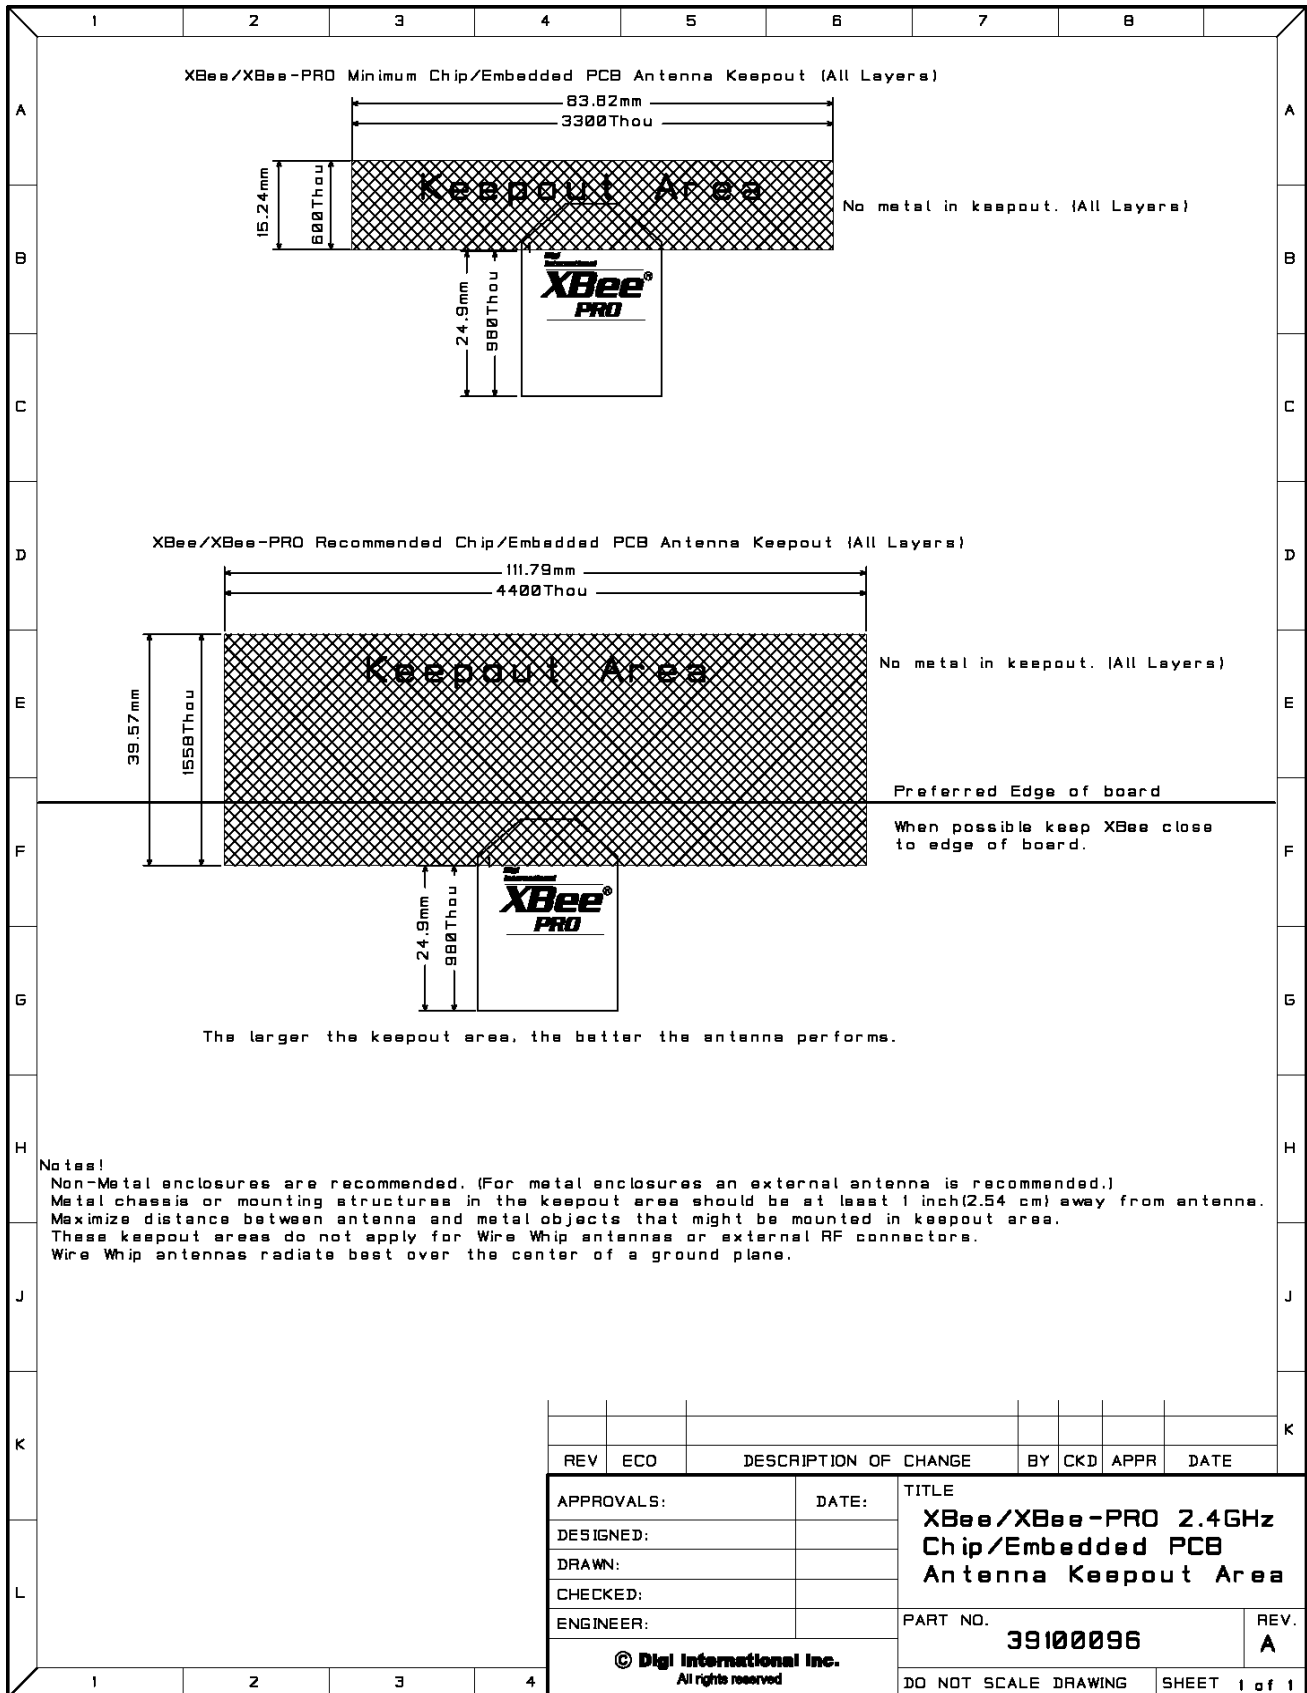 1 2 3 4 5 6 7 8
XBee/XBee-PRO Minimum Chip/Embedded PCB Antenna Keepout (All Layers)
83.82mm
3300Thou
A A
15.24mm
600Thou
Keepout Area
No metal in keepout. (All Layers)
B B
Digi
International
XBee®
PRO
24.9mm
980Thou
C C
XBee/XBee-PRO Recommended Chip/Embedded PCB Antenna Keepout (All Layers)
D D
111.79mm
4400Thou
Keepout Area
No metal in keepout. (All Layers)
E E
39.57mm
1558Thou
Preferred Edge of board
When possible keep XBee close
to edge of board.
F F
Digi
International
XBee®
PRO
24.9mm
980Thou
G G
The larger the keepout area, the better the antenna performs.
H H
Notes!
Non-Metal enclosures are recommended. (For metal enclosures an external antenna is recommended.)
Metal chassis or mounting structures in the keepout area should be at least 1 inch(2.54 cm) away from antenna.
Maximize distance between antenna and metal objects that might be mounted in keepout area.
These keepout areas do not apply for Wire Whip antennas or external RF connectors.
Wire Whip antennas radiate best over the center of a ground plane.
J J
K K
REV ECO DESCRIPTION OF CHANGE BY CKD APPR DATE
APPROVALS: DATE:
DESIGNED:
DRAWN:
CHECKED:
ENGINEER:
© Digi International Inc.
All rights reserved
TITLE
XBee/XBee-PRO 2.4GHz
Chip/Embedded PCB
Antenna Keepout Area
L
PART NO. REV.
39100096 A
DO NOT SCALE DRAWING SHEET 1 of 1
1 2 3 4